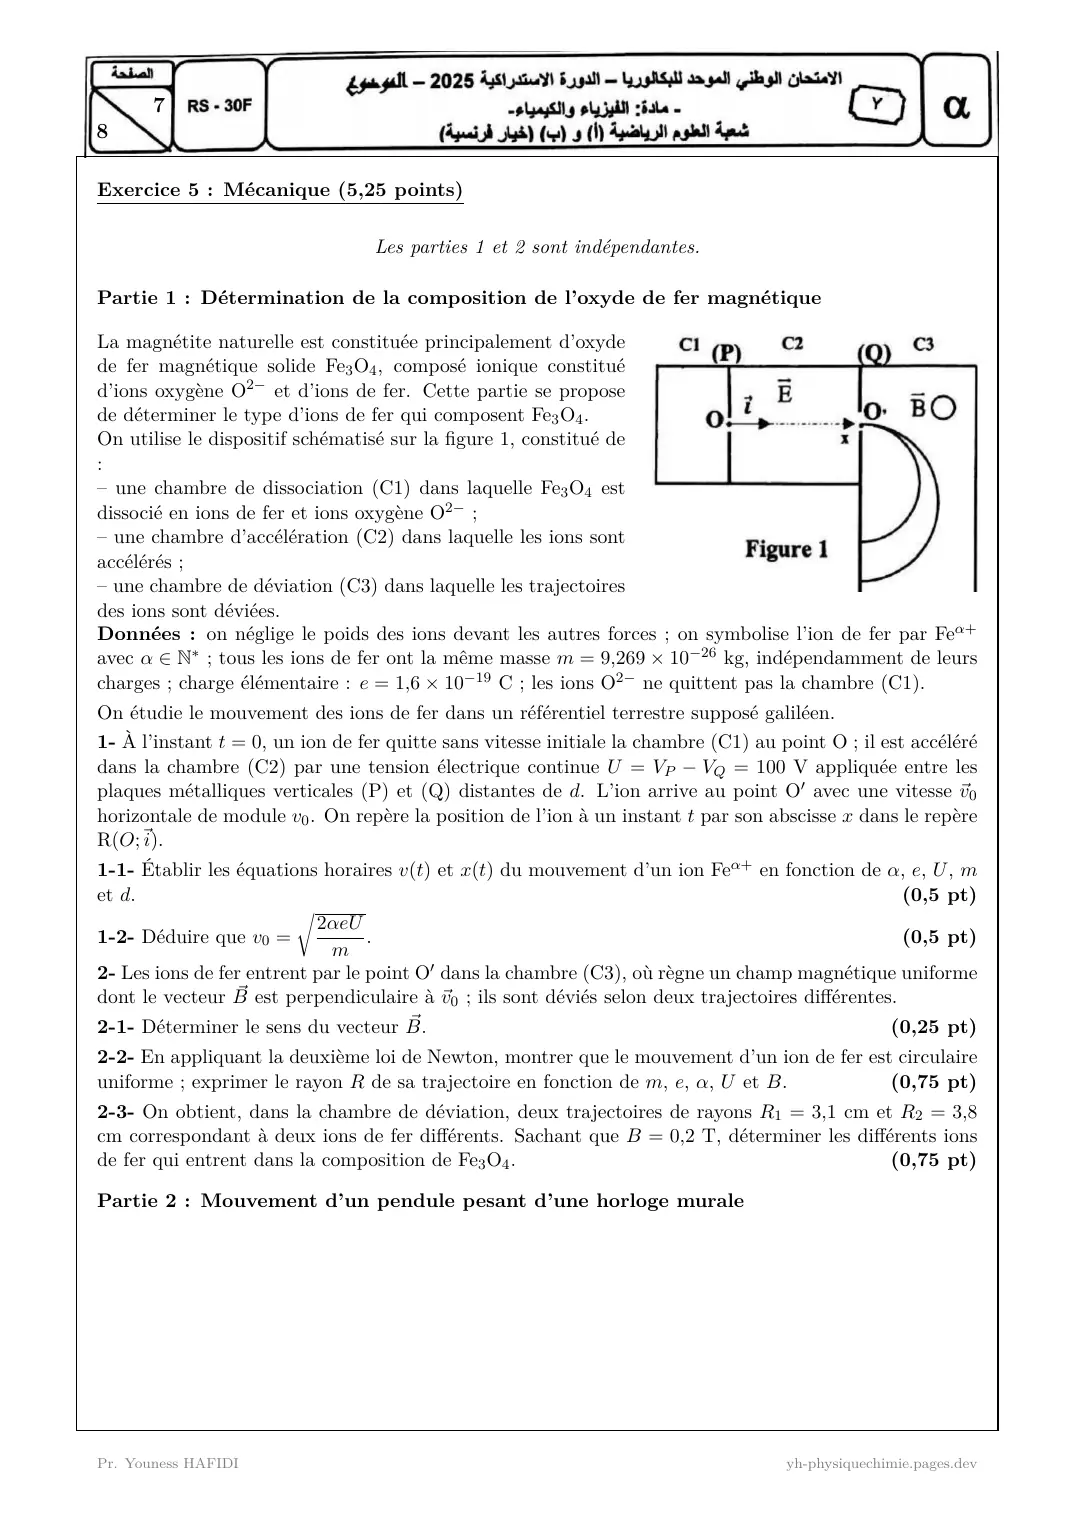 الصفحة
7
8
RS - 30F
الامتحان الوطني الموحد للبكالوريا – الدورة الاستدراكية 2025 – الموضوع
- مادة: الفيزياء والكيمياء-
شعبة العلوم الرياضية (أ) و (ب) (خيار فرنسية)
٢
α
Exercice 5 : Mécanique (5,25 points)
Les parties 1 et 2 sont indépendantes.
Partie 1 : Détermination de la composition de l'oxyde de fer magnétique
La magnétite naturelle est constituée principalement d'oxyde
de fer magnétique solide Fe₃O₄, composé ionique constitué
d'ions oxygène O²⁻ et d'ions de fer. Cette partie se propose
de déterminer le type d'ions de fer qui composent Fe₃O₄.
On utilise le dispositif schématisé sur la figure 1, constitué de
:
– une chambre de dissociation (C1) dans laquelle Fe₃O₄ est
dissocié en ions de fer et ions oxygène O²⁻ ;
– une chambre d'accélération (C2) dans laquelle les ions sont
accélérés ;
– une chambre de déviation (C3) dans laquelle les trajectoires
des ions sont déviées.
C1 (P) C2 (Q) C3
O i⃗ E⃗ x O' B⃗
Figure 1
Données : on néglige le poids des ions devant les autres forces ; on symbolise l'ion de fer par Fe^α+
avec α ∈ ℕ* ; tous les ions de fer ont la même masse m = 9,269 × 10⁻²⁶ kg, indépendamment de leurs
charges ; charge élémentaire : e = 1,6 × 10⁻¹⁹ C ; les ions O²⁻ ne quittent pas la chambre (C1).
On étudie le mouvement des ions de fer dans un référentiel terrestre supposé galiléen.
1- À l'instant t = 0, un ion de fer quitte sans vitesse initiale la chambre (C1) au point O ; il est accéléré
dans la chambre (C2) par une tension électrique continue U = V_P − V_Q = 100 V appliquée entre les
plaques métalliques verticales (P) et (Q) distantes de d. L'ion arrive au point O′ avec une vitesse v⃗₀
horizontale de module v₀. On repère la position de l'ion à un instant t par son abscisse x dans le repère
R(O; i⃗).
1-1- Établir les équations horaires v(t) et x(t) du mouvement d'un ion Fe^α+ en fonction de α, e, U, m
et d. (0,5 pt)
1-2- Déduire que v₀ = √(2αeU/m). (0,5 pt)
2- Les ions de fer entrent par le point O′ dans la chambre (C3), où règne un champ magnétique uniforme
dont le vecteur B⃗ est perpendiculaire à v⃗₀ ; ils sont déviés selon deux trajectoires différentes.
2-1- Déterminer le sens du vecteur B⃗. (0,25 pt)
2-2- En appliquant la deuxième loi de Newton, montrer que le mouvement d'un ion de fer est circulaire
uniforme ; exprimer le rayon R de sa trajectoire en fonction de m, e, α, U et B. (0,75 pt)
2-3- On obtient, dans la chambre de déviation, deux trajectoires de rayons R₁ = 3,1 cm et R₂ = 3,8
cm correspondant à deux ions de fer différents. Sachant que B = 0,2 T, déterminer les différents ions
de fer qui entrent dans la composition de Fe₃O₄. (0,75 pt)
Partie 2 : Mouvement d'un pendule pesant d'une horloge murale
Pr. Youness HAFIDI
yh-physiquechimie.pages.dev